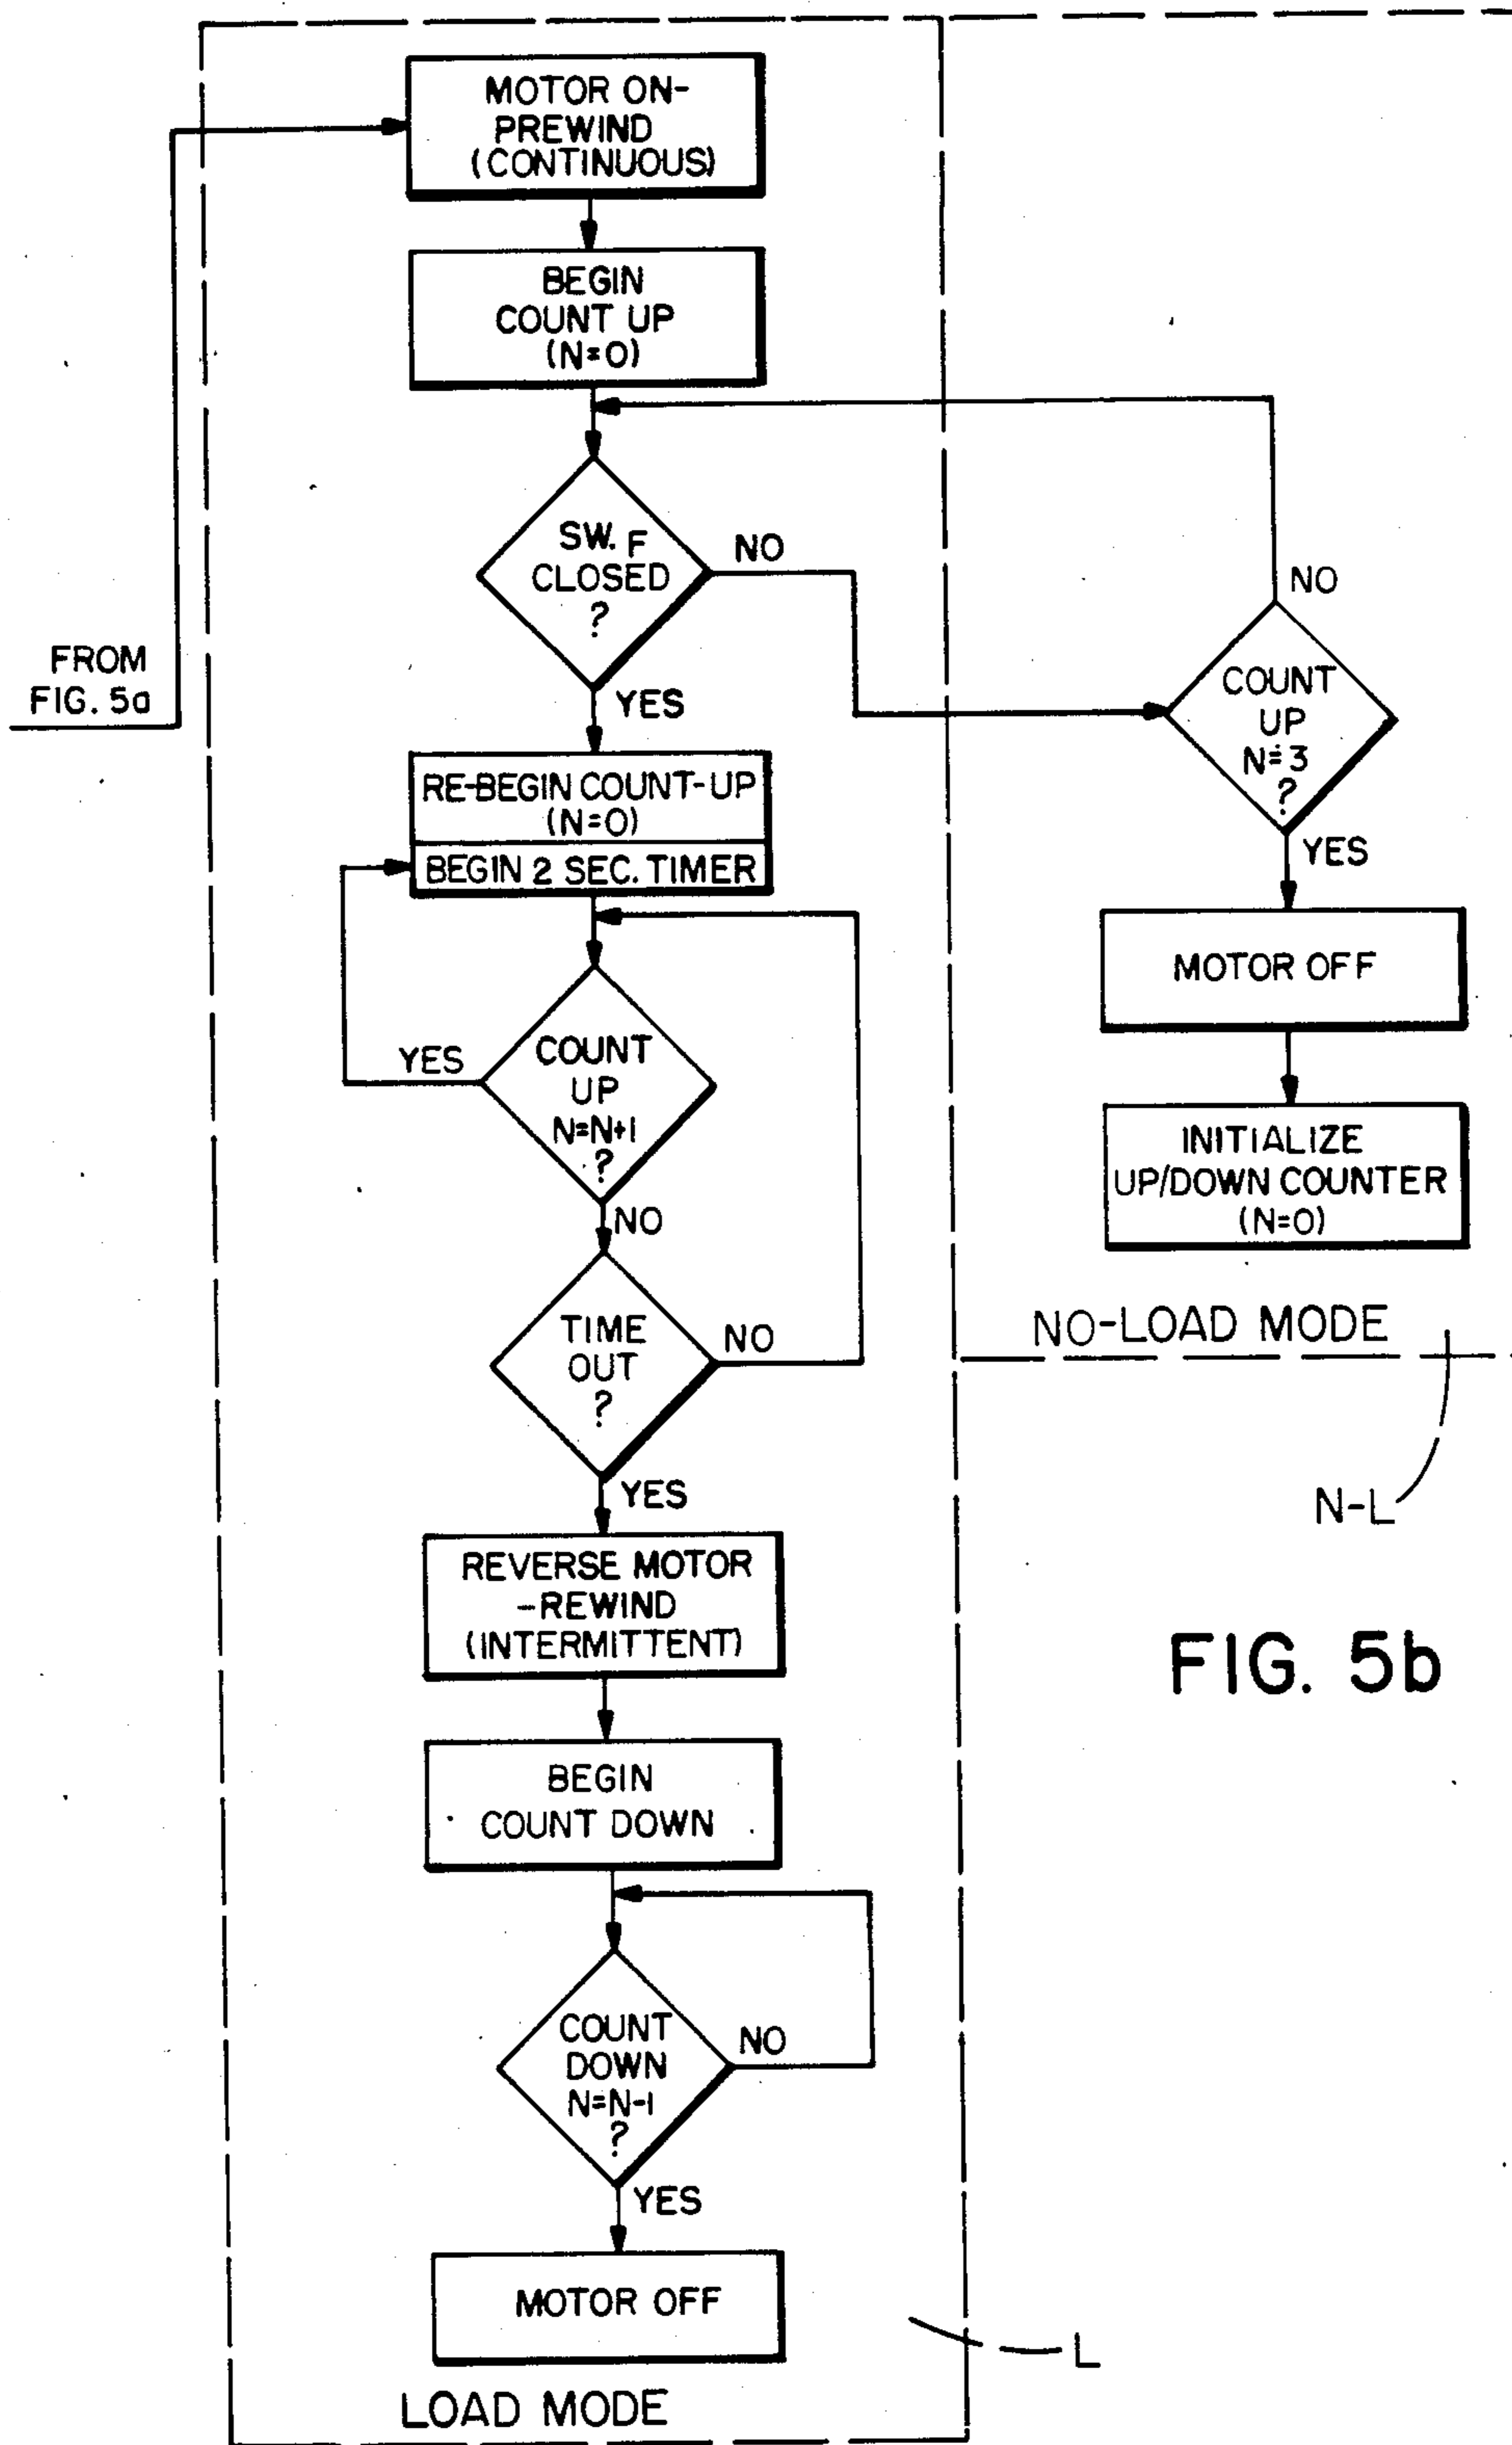 MOTOR ON-
PREWIND
(CONTINUOUS)
BEGIN
COUNT UP
(N=0)
SW. F
CLOSED
?
NO
YES
FROM
FIG. 5a
NO
COUNT
UP
N=3
?
YES
MOTOR OFF
INITIALIZE
UP/DOWN COUNTER
(N=0)
NO-LOAD MODE
N-L
RE-BEGIN COUNT-UP
(N=0)
BEGIN 2 SEC. TIMER
COUNT
UP
N=N+1
?
YES
NO
TIME
OUT
?
NO
YES
REVERSE MOTOR
-REWIND
(INTERMITTENT)
BEGIN
COUNT DOWN
COUNT
DOWN
N=N-1
?
NO
YES
MOTOR OFF
L
LOAD MODE
FIG. 5b